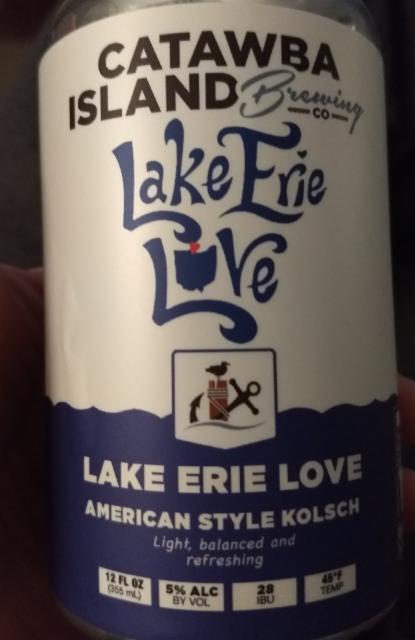 CATAWBA
ISLAND Brewing
CO
Lake Erie
Love
LAKE ERIE LOVE
AMERICAN STYLE KOLSCH
Light, balanced and
refreshing
12 FL OZ
(355 mL)
5% ALC
BY VOL
28
IBU
45°F
TEMP